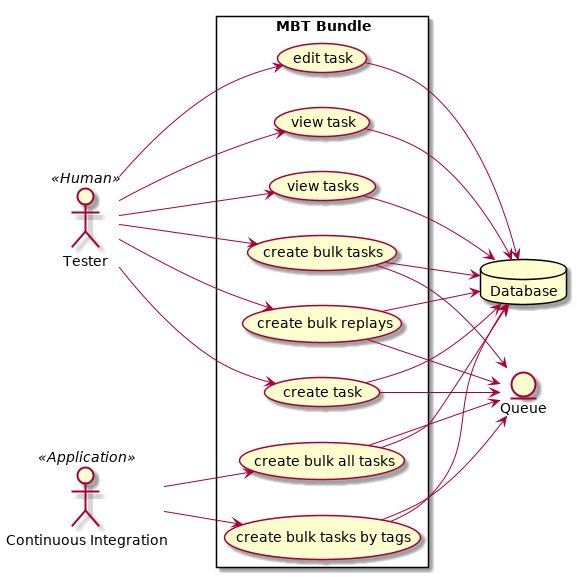 MBT Bundle
edit task
view task
«Human»
view tasks
Tester
create bulk tasks
Database
create bulk replays
create task
Queue
«Application»
create bulk all tasks
Continuous Integration
create bulk tasks by tags